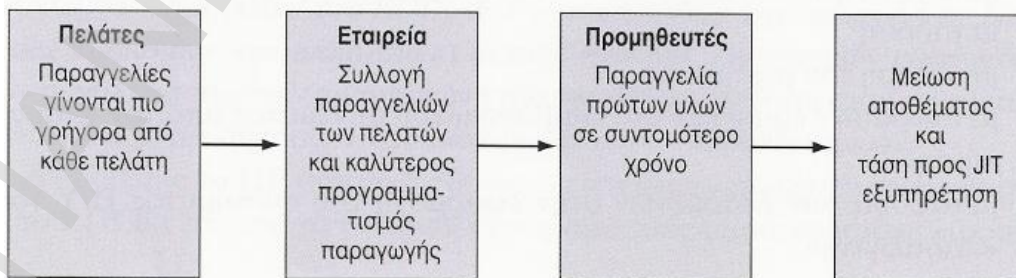 Πελάτες
Παραγγελίες
γίνονται πιο
γρήγορα από
κάθε πελάτη
Εταιρεία
Συλλογή
παραγγελιών
των πελατών
και καλύτερος
προγραμμα-
τισμός
παραγωγής
Προμηθευτές
Παραγγελία
πρώτων υλών
σε συντομότερο
χρόνο
Μείωση
αποθέματος
και
τάση προς JIT
εξυπηρέτηση